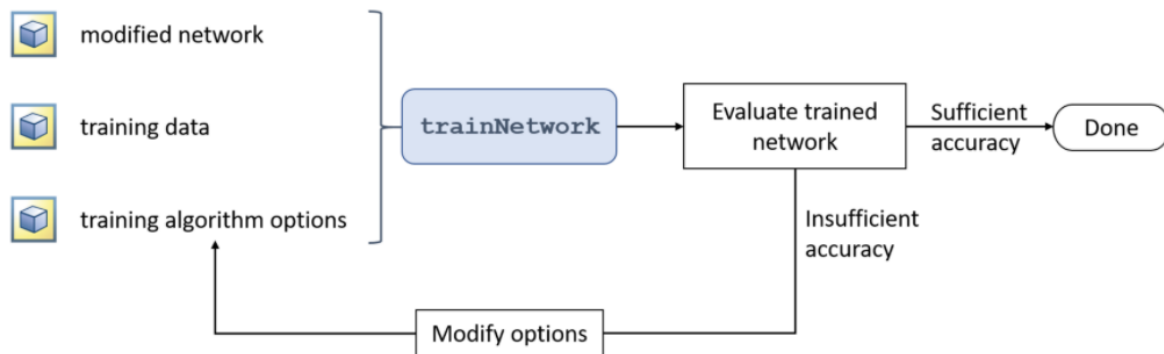 modified network
training data
training algorithm options
trainNetwork
Evaluate trained
network
Sufficient
accuracy
Done
Insufficient
accuracy
Modify options